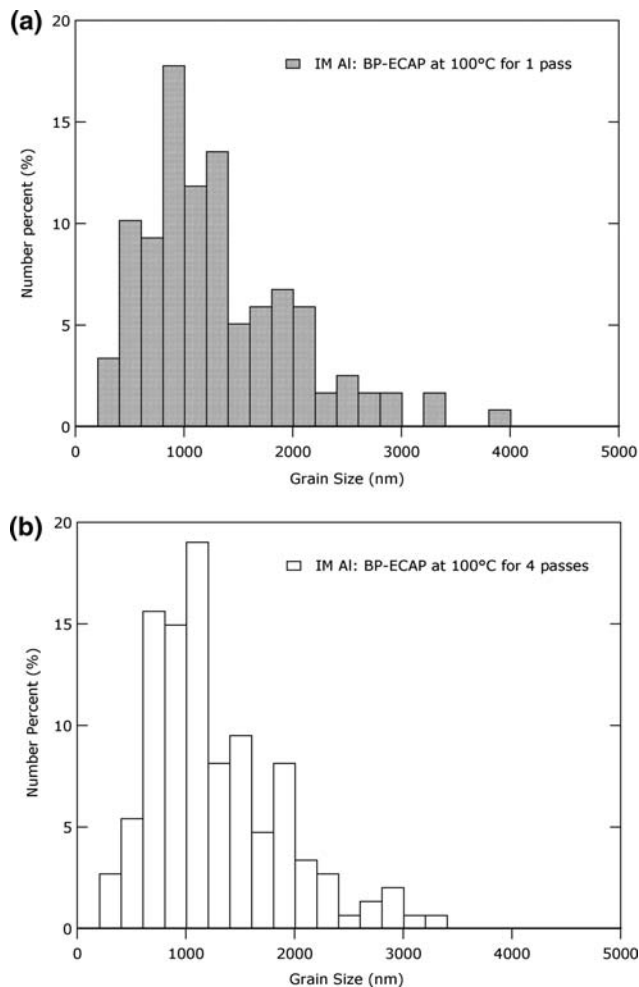 (a)
20
15
10
5
0
Number percent (%)
IM Al: BP-ECAP at 100°C for 1 pass
0 1000 2000 3000 4000 5000
Grain Size (nm)
(b)
20
15
10
5
0
Number Percent (%)
IM Al: BP-ECAP at 100°C for 4 passes
0 1000 2000 3000 4000 5000
Grain Size (nm)